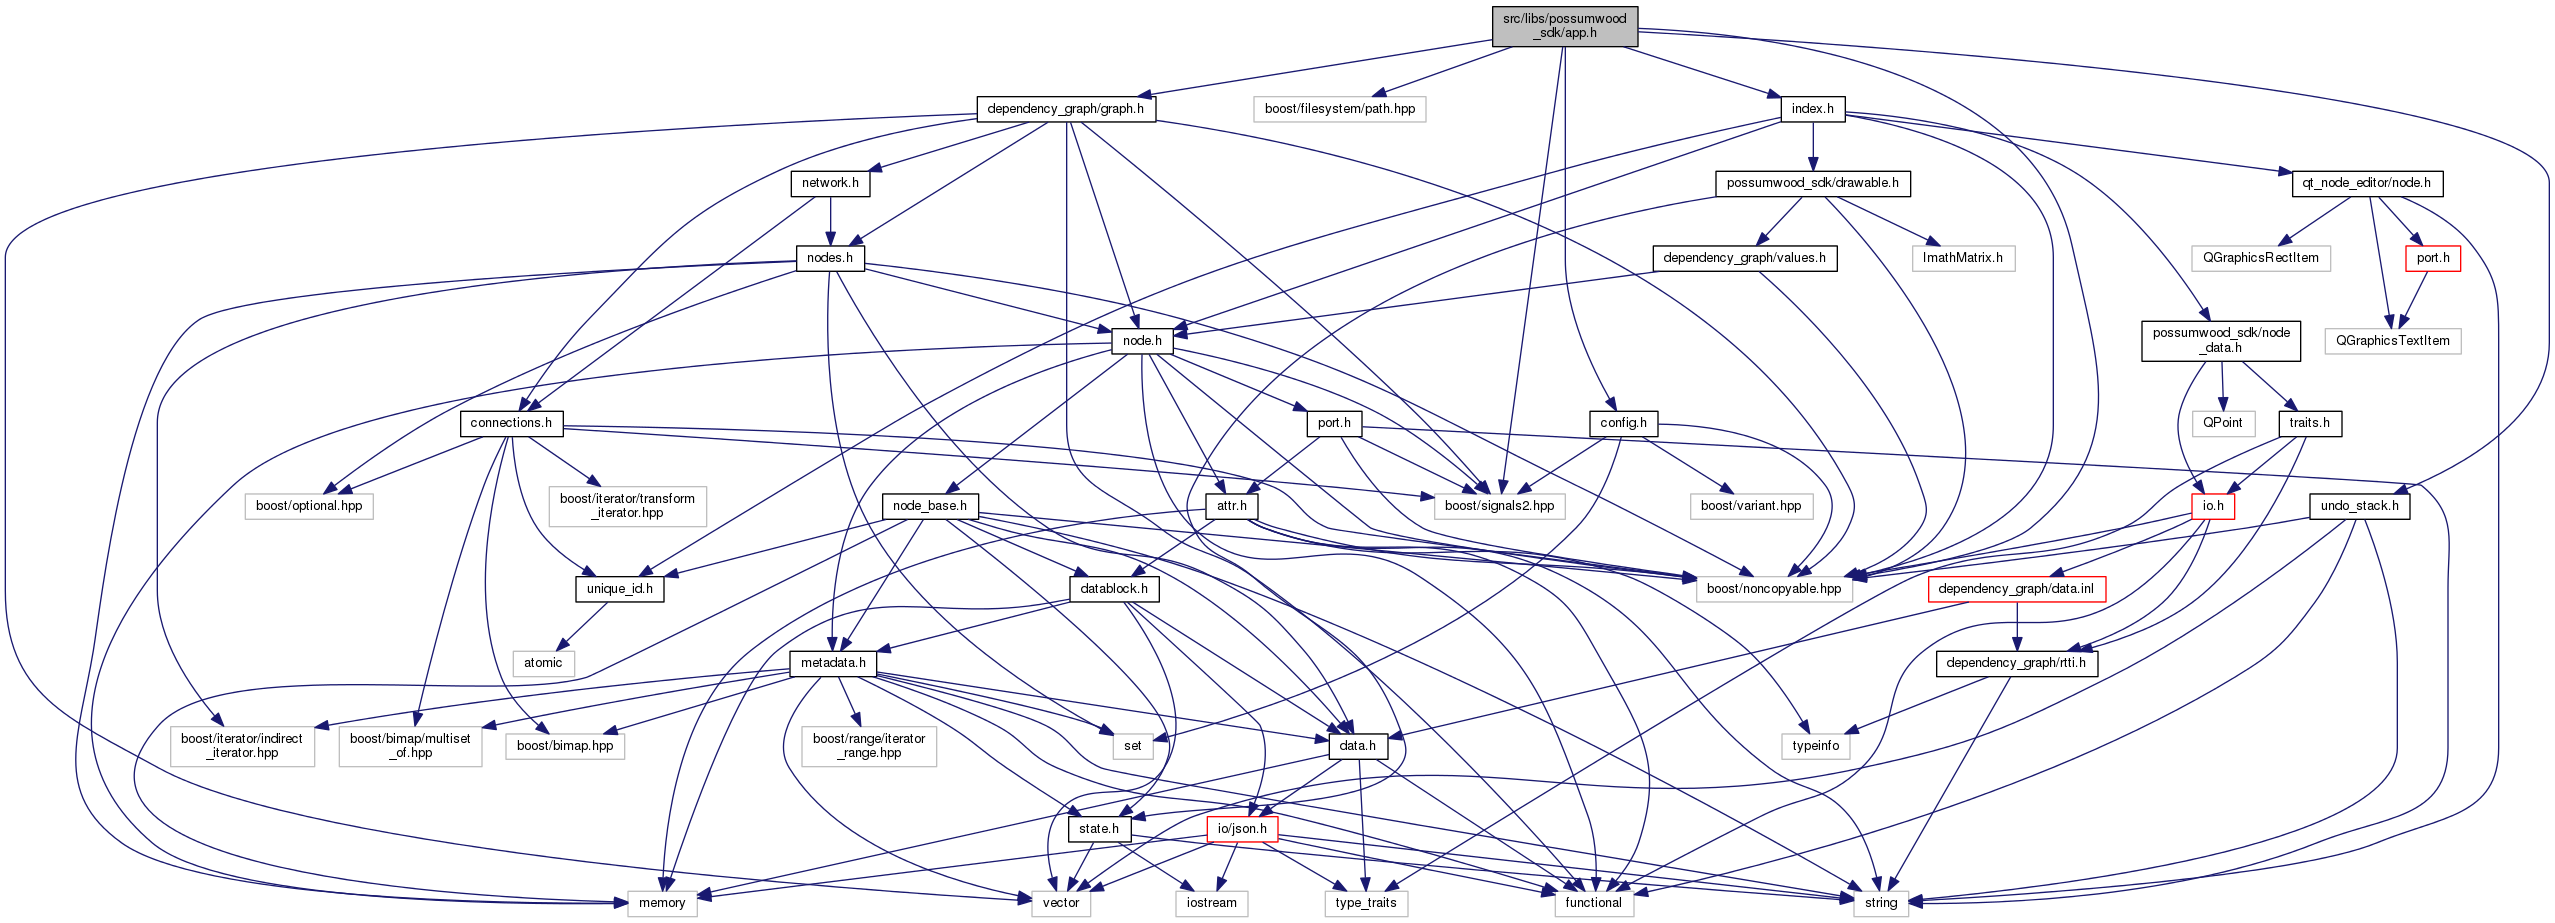 src/libs/possumwood
_sdk/app.h
dependency_graph/graph.h
boost/filesystem/path.hpp
index.h
network.h
possumwood_sdk/drawable.h
qt_node_editor/node.h
nodes.h
dependency_graph/values.h
ImathMatrix.h
QGraphicsRectItem
port.h
node.h
possumwood_sdk/node
_data.h
QGraphicsTextItem
connections.h
port.h
config.h
QPoint
traits.h
boost/optional.hpp
boost/iterator/transform
_iterator.hpp
node_base.h
attr.h
boost/signals2.hpp
boost/variant.hpp
io.h
undo_stack.h
unique_id.h
datablock.h
boost/noncopyable.hpp
dependency_graph/data.inl
atomic
metadata.h
dependency_graph/rtti.h
boost/iterator/indirect
_iterator.hpp
boost/bimap/multiset
_of.hpp
boost/bimap.hpp
boost/range/iterator
_range.hpp
set
data.h
typeinfo
state.h
io/json.h
memory
vector
iostream
type_traits
functional
string